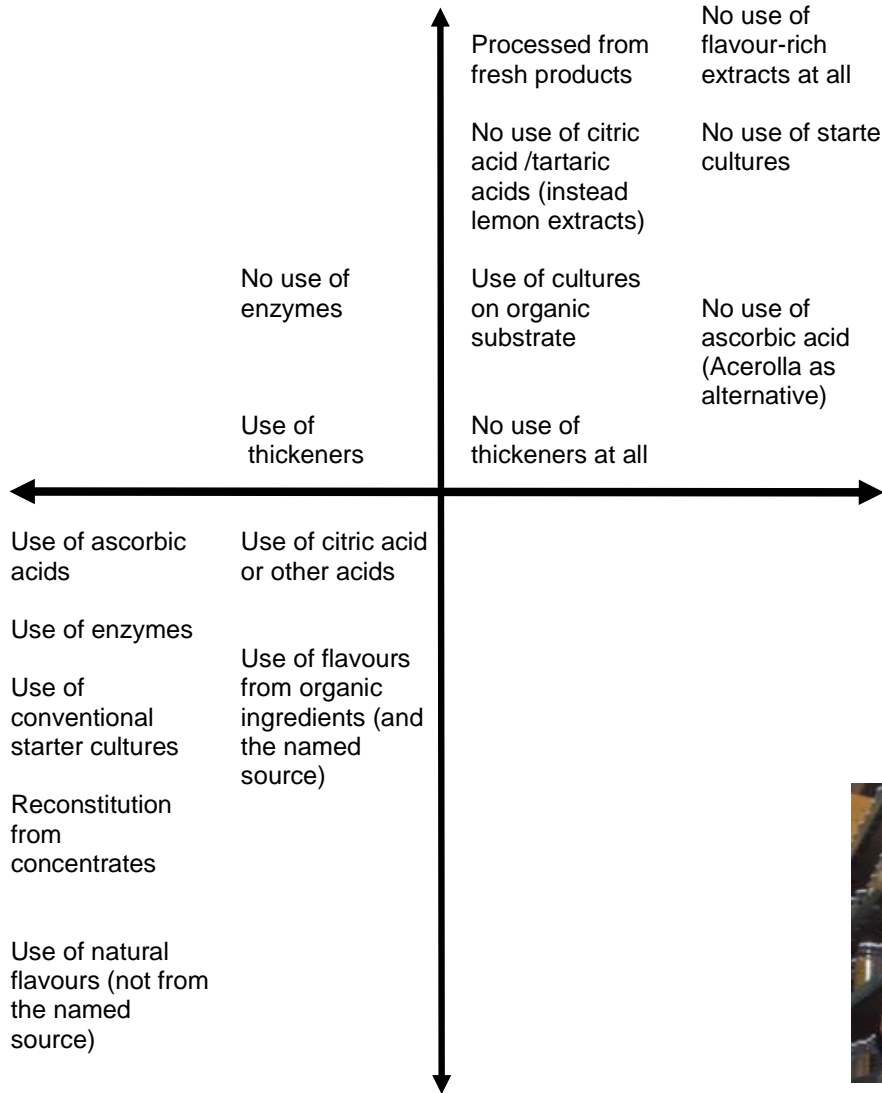 Processed from
fresh products
No use of
flavour-rich
extracts at all
No use of citric
acid /tartaric
acids (instead
lemon extracts)
No use of starte
cultures
No use of
enzymes
Use of cultures
on organic
substrate
No use of
ascorbic acid
(Acerolla as
alternative)
Use of
thickeners
No use of
thickeners at all
Use of ascorbic
acids
Use of citric acid
or other acids
Use of enzymes
Use of flavours
from organic
ingredients (and
the named
source)
Use of
conventional
starter cultures
Reconstitution
from
concentrates
Use of natural
flavours (not from
the named
source)